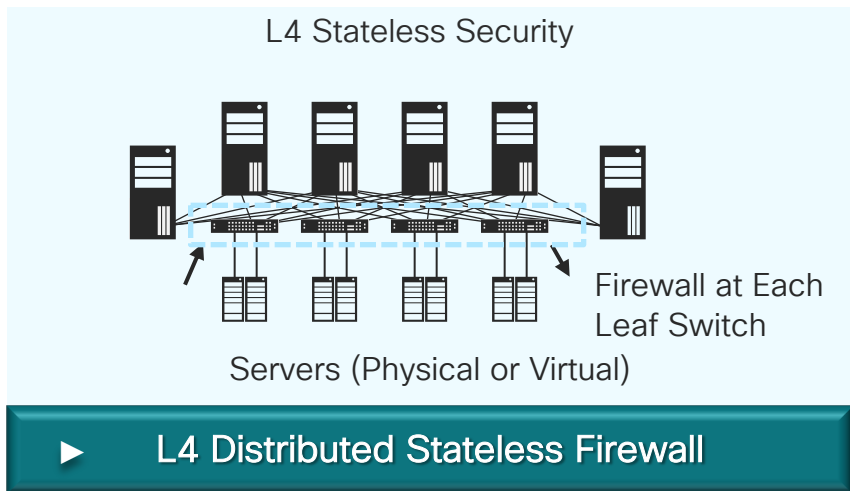 L4 Stateless Security
Firewall at Each
Leaf Switch
Servers (Physical or Virtual)
L4 Distributed Stateless Firewall